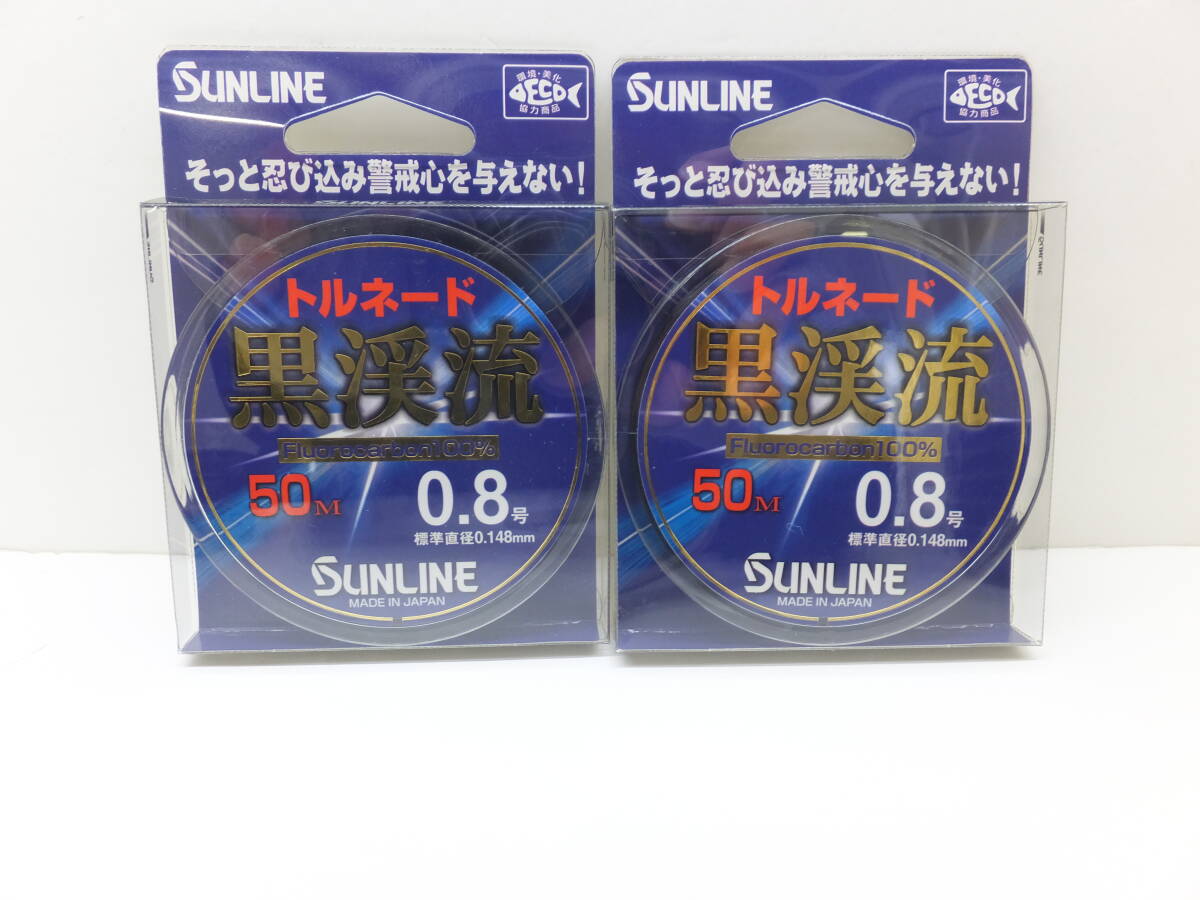 SUNLINE
環境・美化
ECO
協力商品
そっと忍び込み警戒心を与えない!
トルネード
黒渓流
Fluorocarbon100%
50M
0.8号
標準直径0.148mm
SUNLINE
MADE IN JAPAN
SUNLINE
環境・美化
ECO
協力商品
そっと忍び込み警戒心を与えない!
トルネード
黒渓流
Fluorocarbon100%
50M
0.8号
標準直径0.148mm
SUNLINE
MADE IN JAPAN